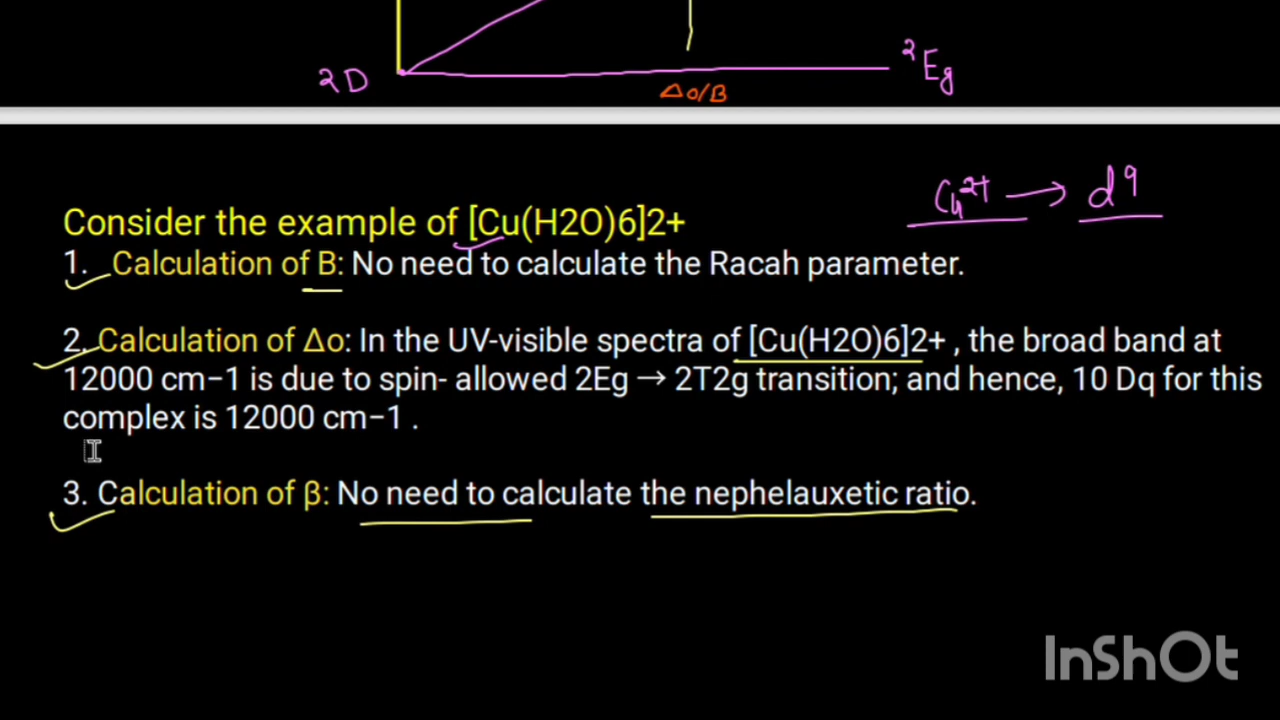 2D
²Eg
Δo/B
Cu²⁺ → d⁹
Consider the example of [Cu(H2O)6]2+
1. Calculation of B: No need to calculate the Racah parameter.
2. Calculation of Δo: In the UV-visible spectra of [Cu(H2O)6]2+ , the broad band at
12000 cm−1 is due to spin- allowed 2Eg → 2T2g transition; and hence, 10 Dq for this
complex is 12000 cm−1 .
3. Calculation of β: No need to calculate the nephelauxetic ratio.
InShOt